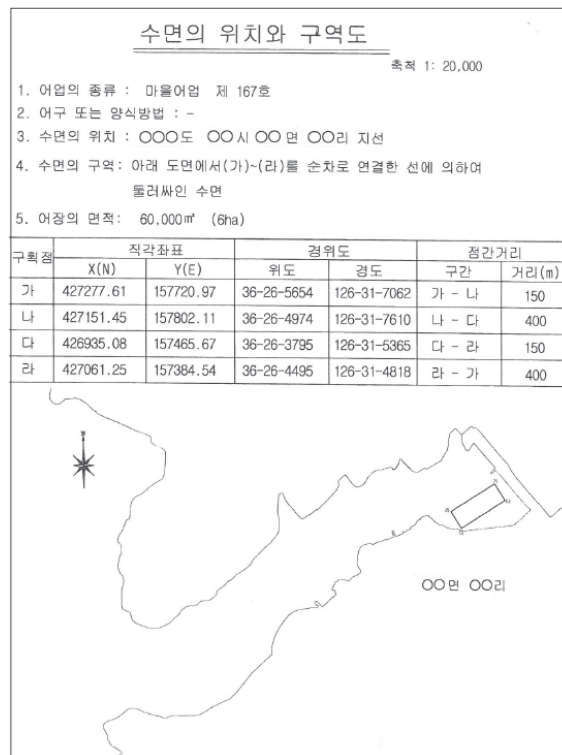 수면의 위치와 구역도
축척 1: 20,000
1. 어업의 종류 : 마을어업 제 167호
2. 어구 또는 양식방법 : -
3. 수면의 위치 : ○○○도 ○○시 ○○면 ○○리 지선
4. 수면의 구역: 아래 도면에서(가)~(라)를 순차로 연결한 선에 의하여
둘러싸인 수면
5. 어장의 면적: 60,000㎡ (6ha)
구획점 직각좌표 경위도 점간거리
X(N) Y(E) 위도 경도 구간 거리(m)
가 427277.61 157720.97 36-26-5654 126-31-7062 가 - 나 150
나 427151.45 157802.11 36-26-4974 126-31-7610 나 - 다 400
다 426935.08 157465.67 36-26-3795 126-31-5365 다 - 라 150
라 427061.25 157384.54 36-26-4495 126-31-4818 라 - 가 400
○○면 ○○리